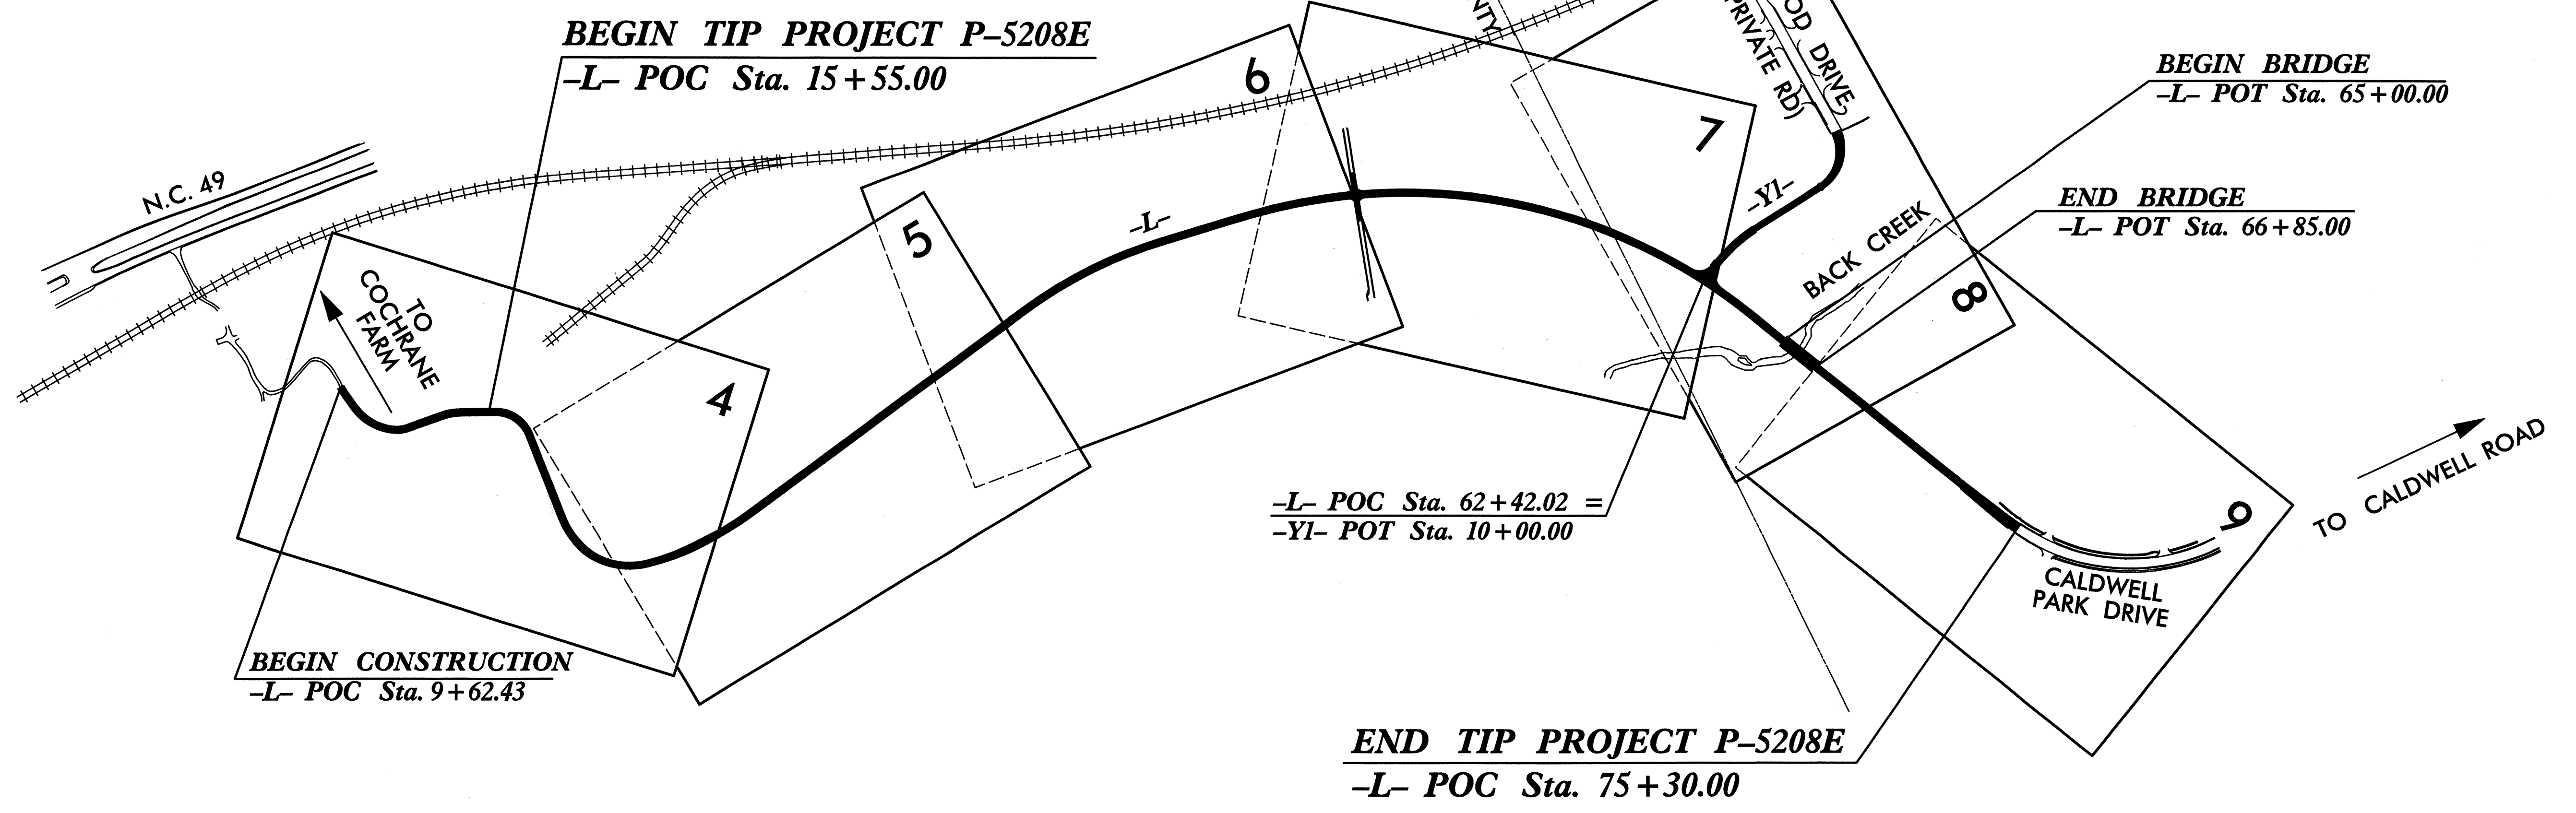 BEGIN TIP PROJECT P–5208E
–L– POC Sta. 15+55.00
N.C. 49
TO
COCHRANE
FARM
BEGIN CONSTRUCTION
–L– POC Sta. 9+62.43
4
5
6
7
8
9
–L–
–Y1–
PRIVATE RD)
DRIVE
BACK CREEK
BEGIN BRIDGE
–L– POT Sta. 65+00.00
END BRIDGE
–L– POT Sta. 66+85.00
–L– POC Sta. 62+42.02 =
–Y1– POT Sta. 10+00.00
TO CALDWELL ROAD
CALDWELL
PARK DRIVE
END TIP PROJECT P–5208E
–L– POC Sta. 75+30.00